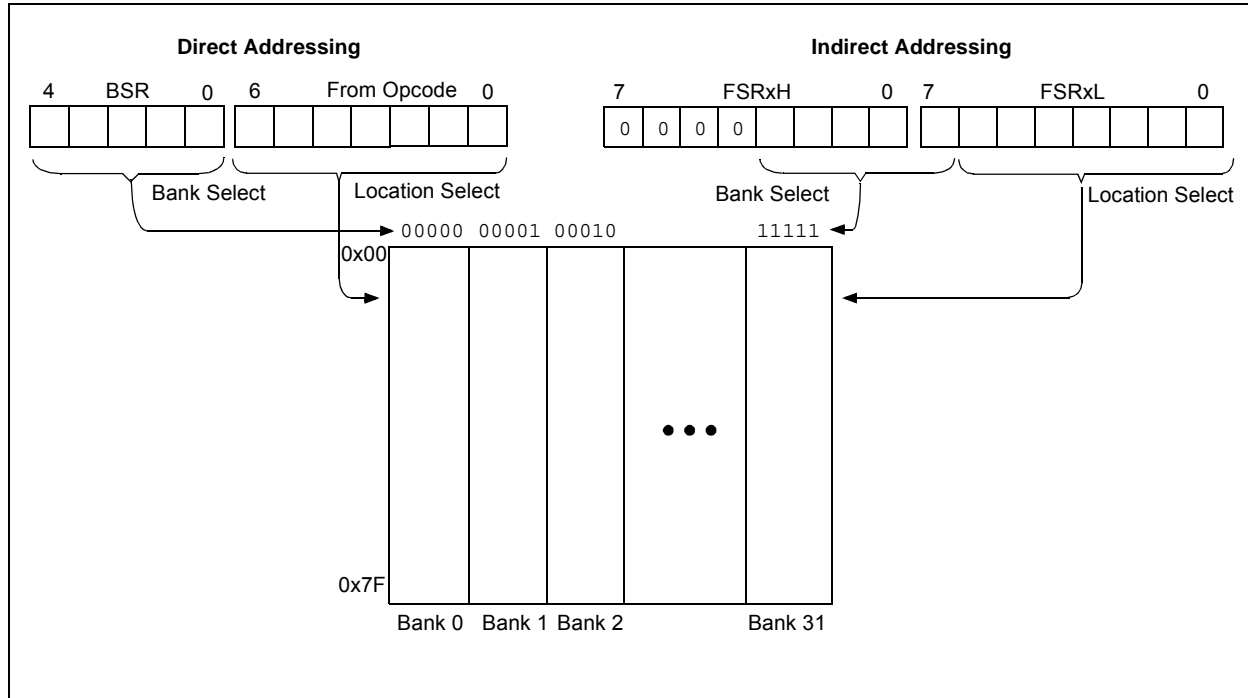 Direct Addressing
Indirect Addressing
4 BSR 0 6 From Opcode 0
7 FSRxH 0 7 FSRxL 0
0 0 0 0
Bank Select
Location Select
Bank Select
Location Select
00000 00001 00010 11111
0x00
0x7F
Bank 0 Bank 1 Bank 2 Bank 31